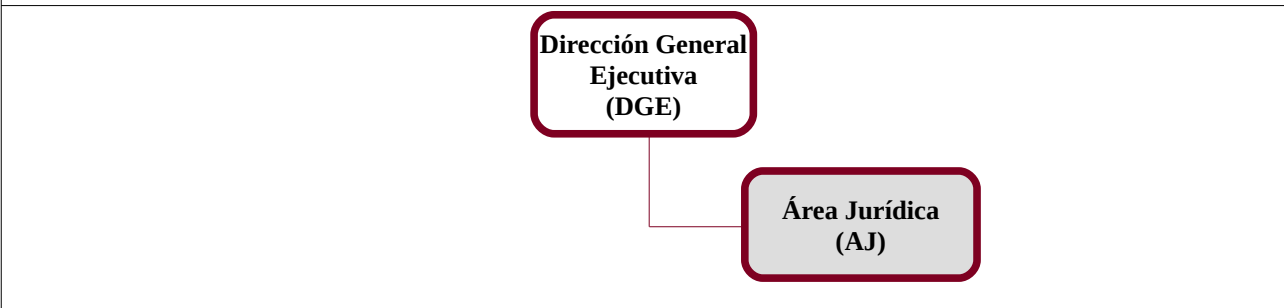 Dirección General
Ejecutiva
(DGE)
Área Jurídica
(AJ)